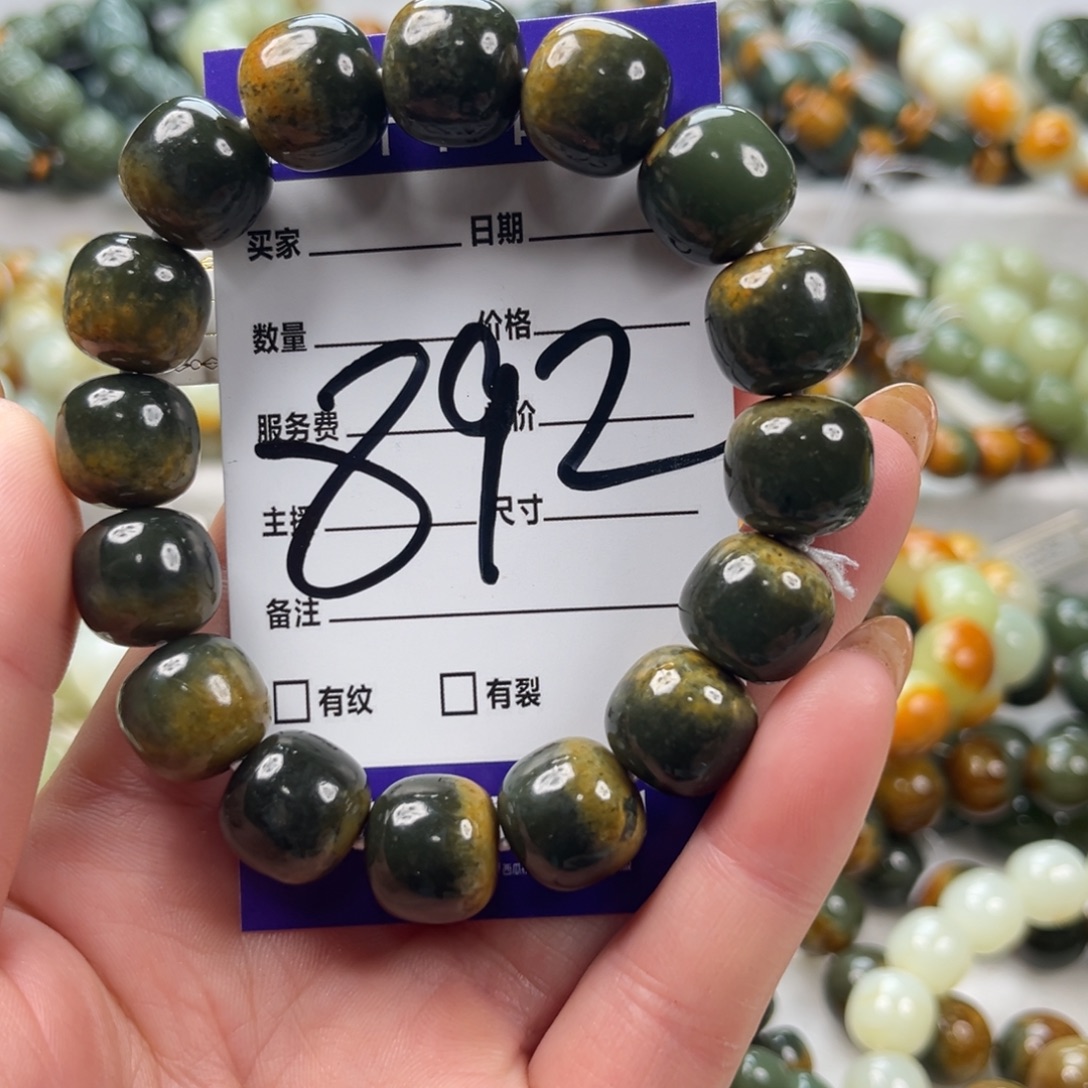 买家 日期
数量 价格
892
服务费 价
主播 尺寸
备注
有纹 有裂